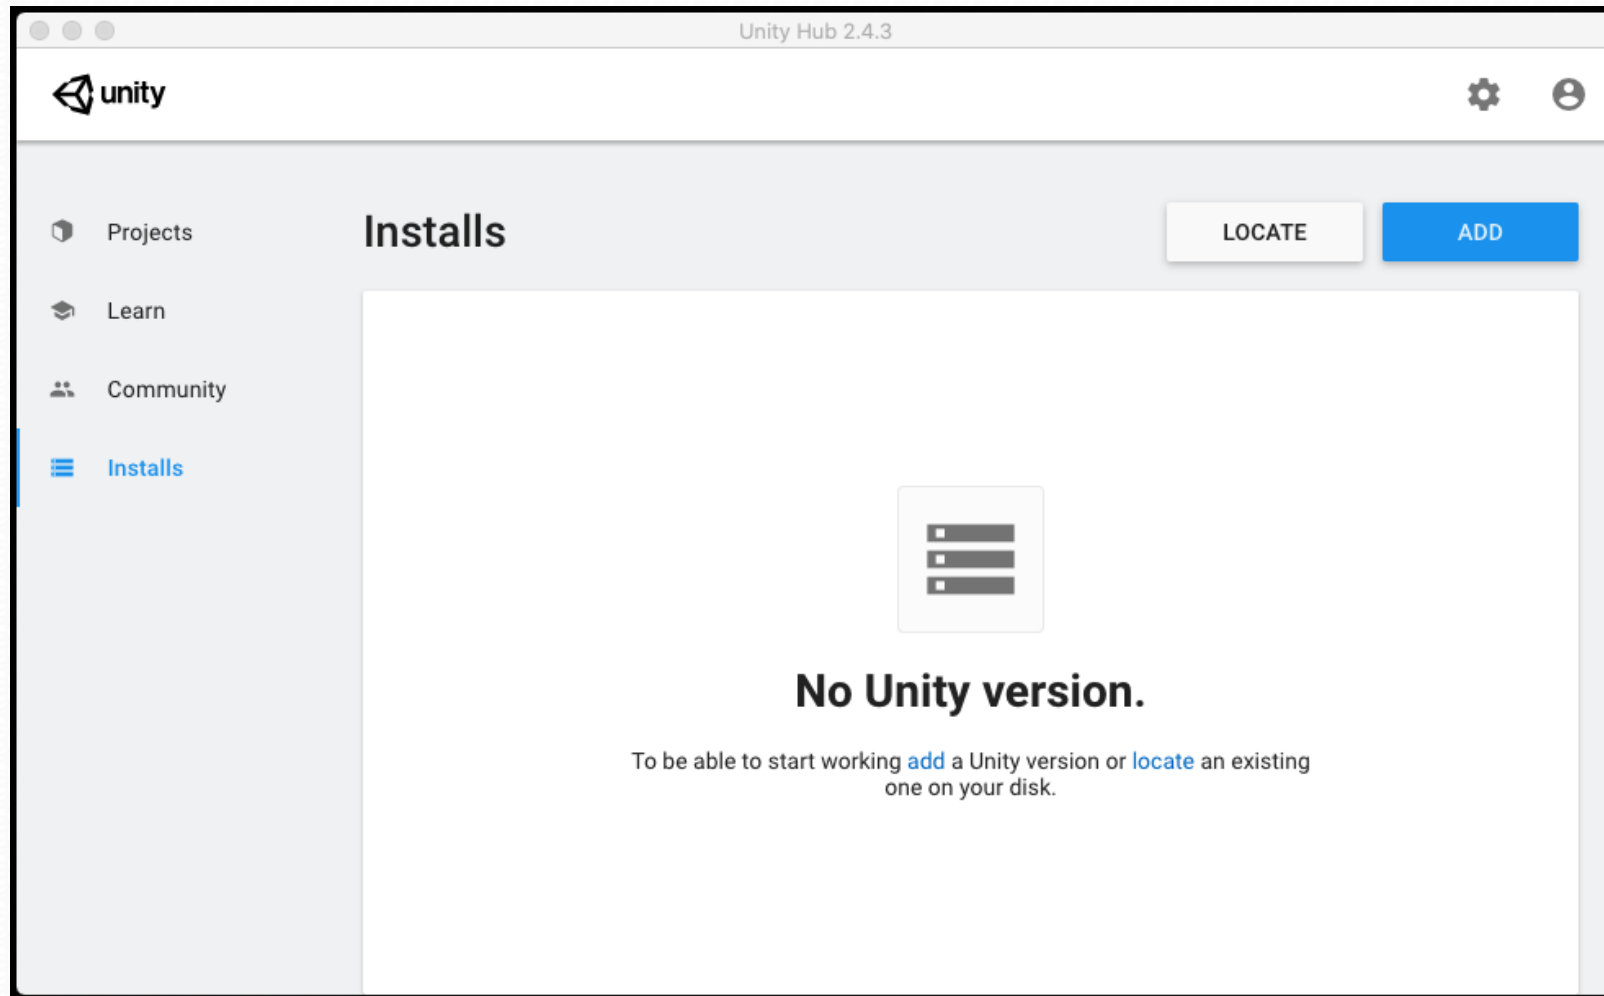 Unity Hub 2.4.3
unity
Projects
Learn
Community
Installs
Installs
LOCATE
ADD
No Unity version.
To be able to start working add a Unity version or locate an existing
one on your disk.